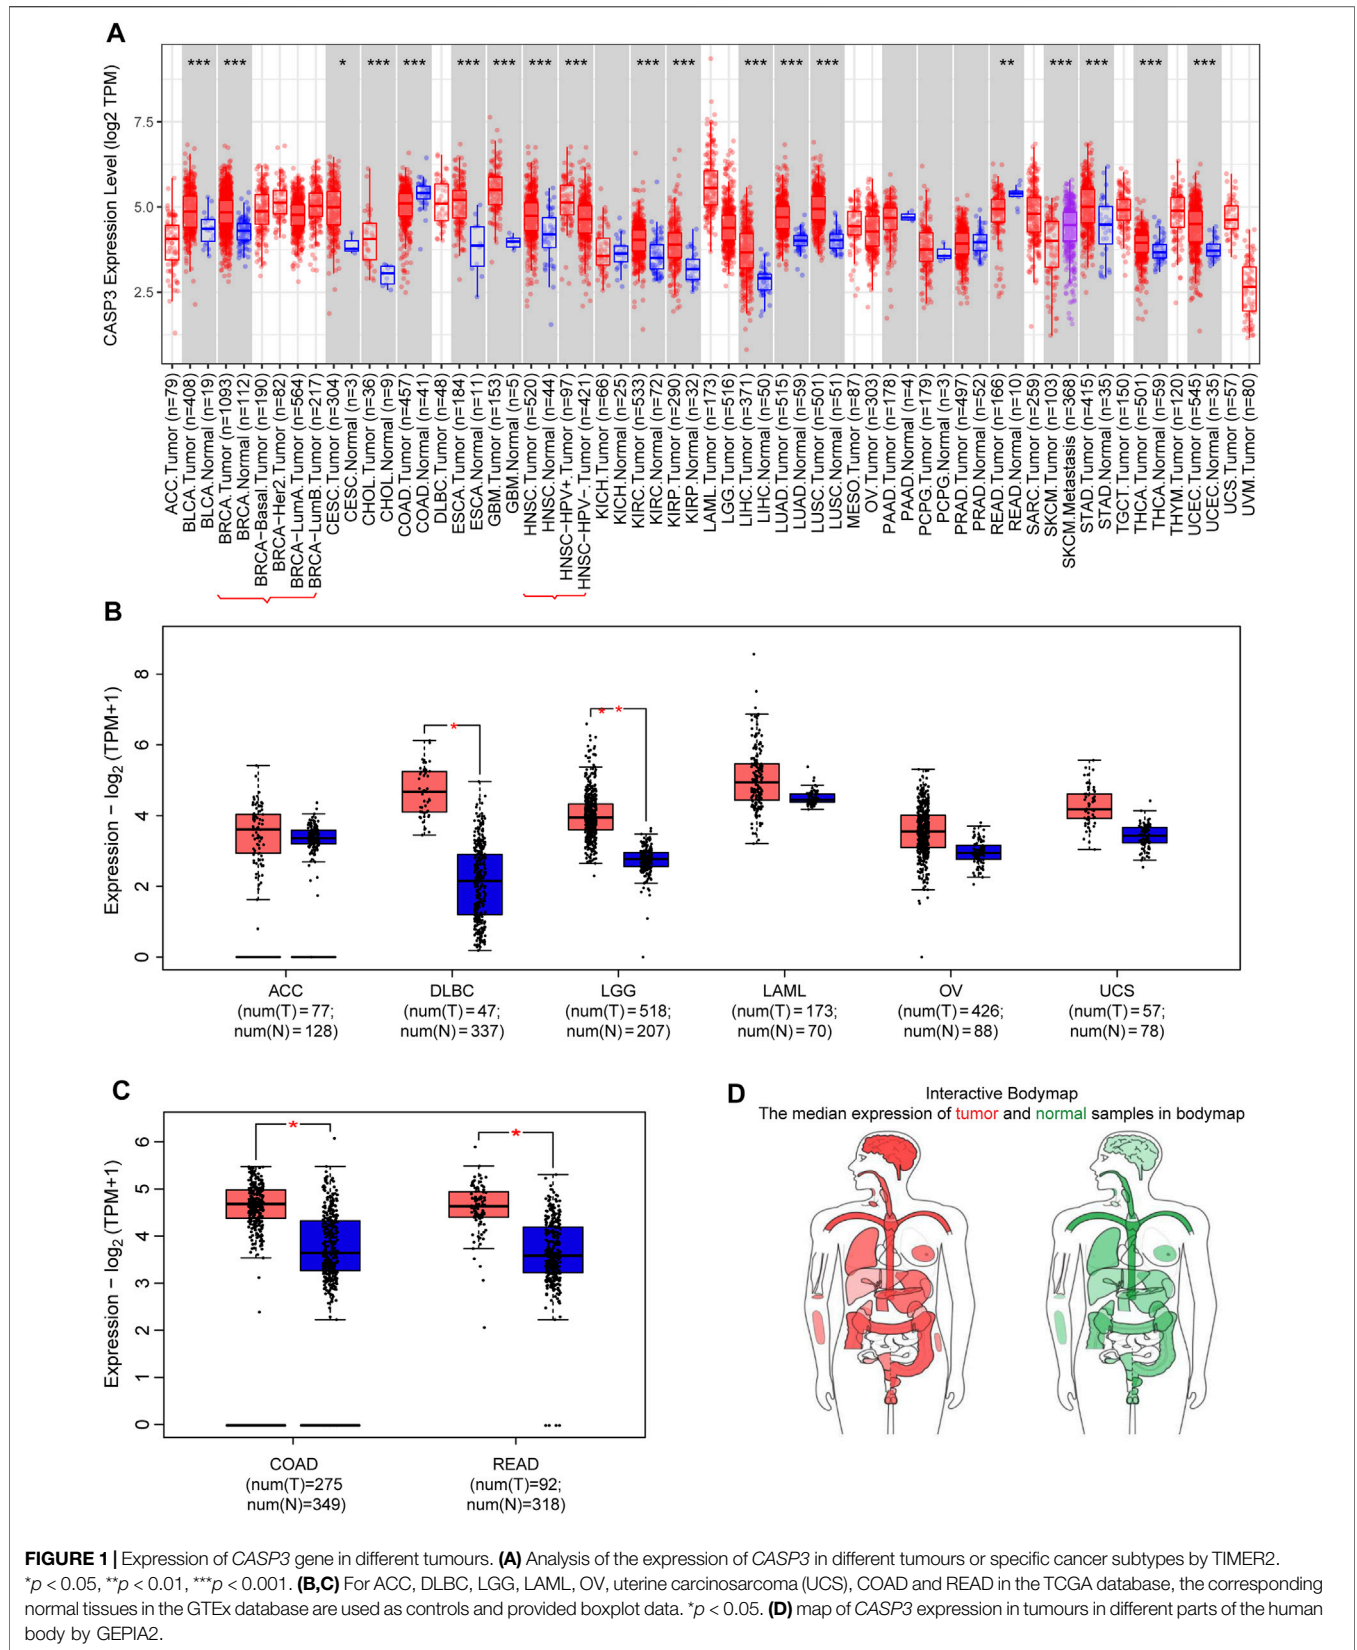 A
*** *** * *** *** *** *** *** *** *** *** *** *** *** ** *** *** *** ***
CASP3 Expression Level (log2 TPM)
7.5
5.0
2.5
ACC.Tumor (n=79)
BLCA.Tumor (n=408)
BLCA.Normal (n=19)
BRCA.Tumor (n=1093)
BRCA.Normal (n=112)
BRCA-Basal.Tumor (n=190)
BRCA-Her2.Tumor (n=82)
BRCA-LumA.Tumor (n=564)
BRCA-LumB.Tumor (n=217)
CESC.Tumor (n=304)
CESC.Normal (n=3)
CHOL.Tumor (n=36)
CHOL.Normal (n=9)
COAD.Tumor (n=457)
COAD.Normal (n=41)
DLBC.Tumor (n=48)
ESCA.Tumor (n=184)
ESCA.Normal (n=11)
GBM.Tumor (n=153)
GBM.Normal (n=5)
HNSC.Tumor (n=520)
HNSC.Normal (n=44)
HNSC-HPV+.Tumor (n=97)
HNSC-HPV-.Tumor (n=421)
KICH.Tumor (n=66)
KICH.Normal (n=25)
KIRC.Tumor (n=533)
KIRC.Normal (n=72)
KIRP.Tumor (n=290)
KIRP.Normal (n=32)
LAML.Tumor (n=173)
LGG.Tumor (n=516)
LIHC.Tumor (n=371)
LIHC.Normal (n=50)
LUAD.Tumor (n=515)
LUAD.Normal (n=59)
LUSC.Tumor (n=501)
LUSC.Normal (n=51)
MESO.Tumor (n=87)
OV.Tumor (n=303)
PAAD.Tumor (n=178)
PAAD.Normal (n=4)
PCPG.Tumor (n=179)
PCPG.Normal (n=3)
PRAD.Tumor (n=497)
PRAD.Normal (n=52)
READ.Tumor (n=166)
READ.Normal (n=10)
SARC.Tumor (n=259)
SKCM.Tumor (n=103)
SKCM.Metastasis (n=368)
STAD.Tumor (n=415)
STAD.Normal (n=35)
TGCT.Tumor (n=150)
THCA.Tumor (n=501)
THCA.Normal (n=59)
THYM.Tumor (n=120)
UCEC.Tumor (n=545)
UCEC.Normal (n=35)
UCS.Tumor (n=57)
UVM.Tumor (n=80)
B
Expression − log2 (TPM+1)
8
6
4
2
0
* * *
ACC
(num(T)=77;
num(N)=128)
DLBC
(num(T)=47;
num(N)=337)
LGG
(num(T)=518;
num(N)=207)
LAML
(num(T)=173;
num(N)=70)
OV
(num(T)=426;
num(N)=88)
UCS
(num(T)=57;
num(N)=78)
C
Expression − log2 (TPM+1)
6
5
4
3
2
1
0
* *
COAD
(num(T)=275
num(N)=349)
READ
(num(T)=92;
num(N)=318)
D
Interactive Bodymap
The median expression of tumor and normal samples in bodymap
FIGURE 1 | Expression of CASP3 gene in different tumours. (A) Analysis of the expression of CASP3 in different tumours or specific cancer subtypes by TIMER2.
*p < 0.05, **p < 0.01, ***p < 0.001. (B,C) For ACC, DLBC, LGG, LAML, OV, uterine carcinosarcoma (UCS), COAD and READ in the TCGA database, the corresponding
normal tissues in the GTEx database are used as controls and provided boxplot data. *p < 0.05. (D) map of CASP3 expression in tumours in different parts of the human
body by GEPIA2.